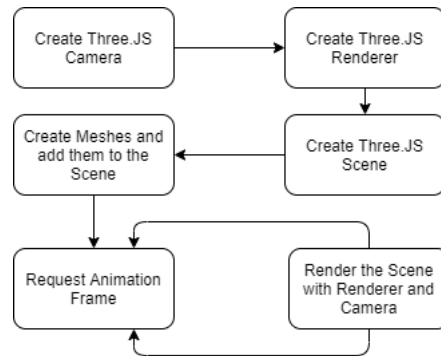 Create Three.JS
Camera
Create Three.JS
Renderer
Create Three.JS
Scene
Create Meshes and
add them to the
Scene
Request Animation
Frame
Render the Scene
with Renderer and
Camera